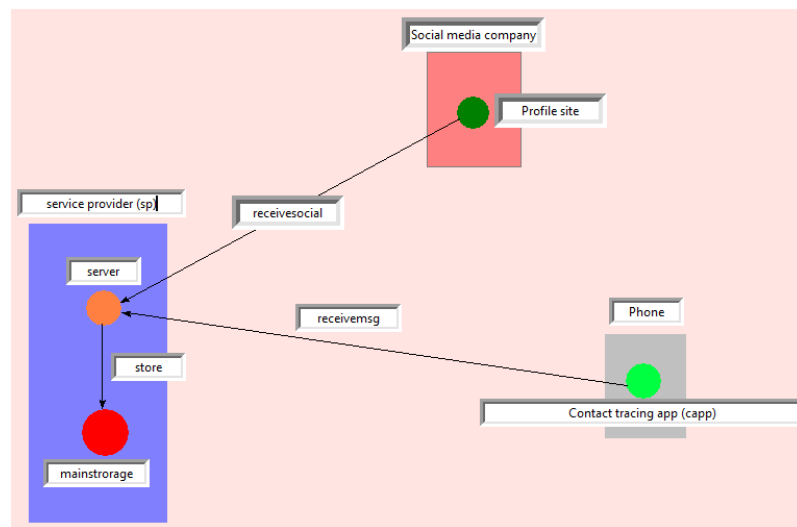 Social media company
Profile site
service provider (sp)
receivesocial
server
receivemsg
Phone
store
Contact tracing app (capp)
mainstrorage